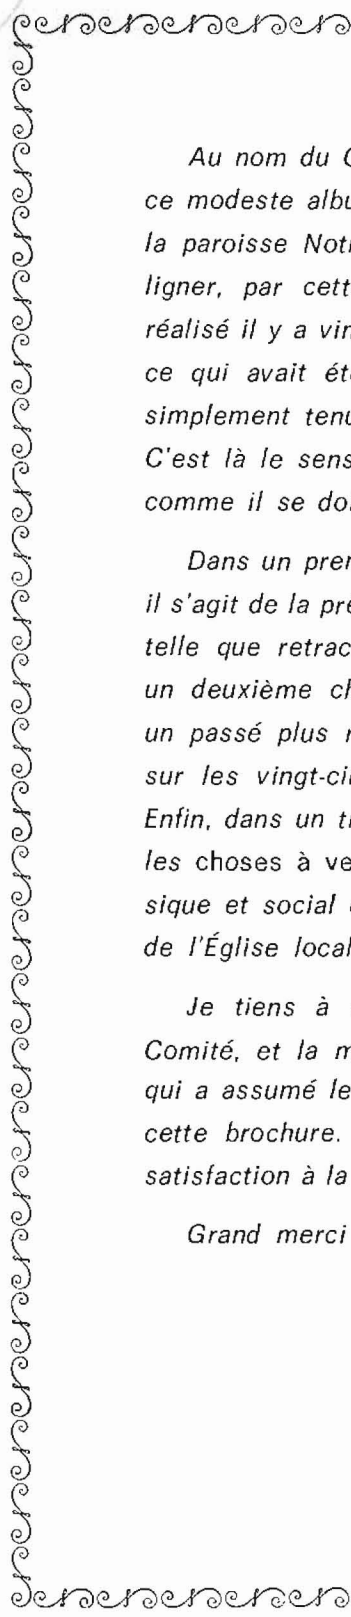 Au nom du C
ce modeste albu
la paroisse Notr
ligner, par cett
réalisé il y a vin
ce qui avait ét
simplement tenu
C'est là le sens
comme il se do
Dans un pren
il s'agit de la pré
telle que retrac
un deuxième ch
un passé plus r
sur les vingt-ci
Enfin, dans un t
les choses à ve
sique et social
de l'Église local
Je tiens à
Comité, et la m
qui a assumé le
cette brochure.
satisfaction à la
Grand merci